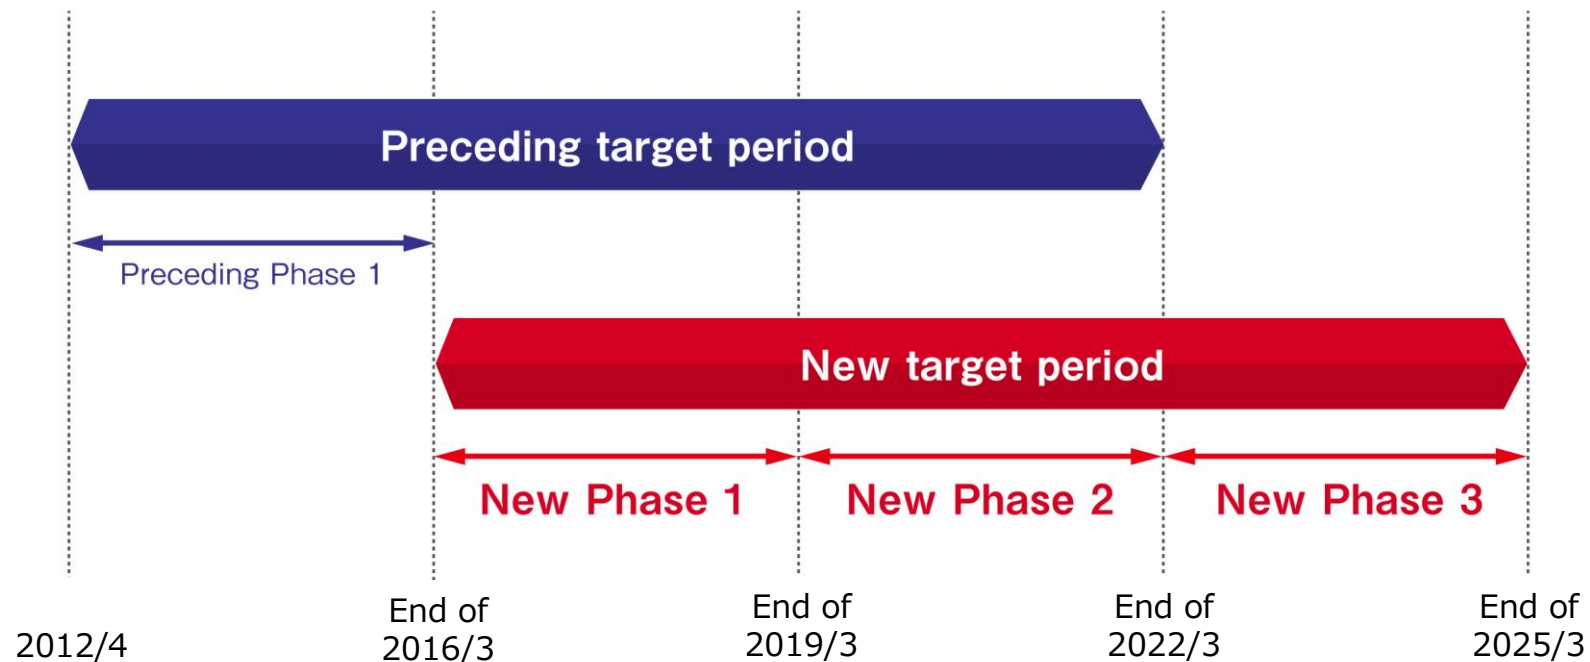 Preceding target period
Preceding Phase 1
New target period
New Phase 1
New Phase 2
New Phase 3
2012/4
End of
2016/3
End of
2019/3
End of
2022/3
End of
2025/3